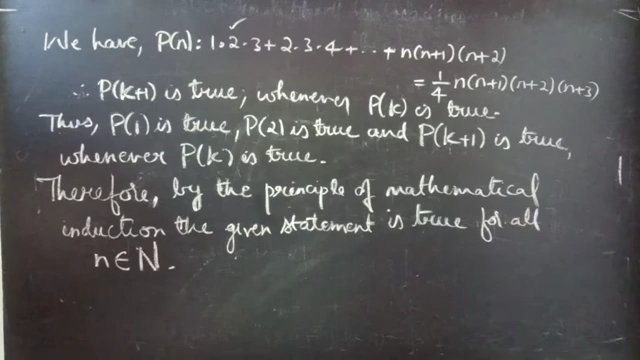 We have, P(n): 1.2.3+2.3.4+...+n(n+1)(n+2)
=1/4 n(n+1)(n+2)(n+3)
∴ P(k+1) is true, whenever P(k) is true.
Thus, P(1) is true, P(2) is true and P(k+1) is true,
whenever P(k) is true.
Therefore, by the principle of mathematical
induction the given statement is true for all
n∈N.